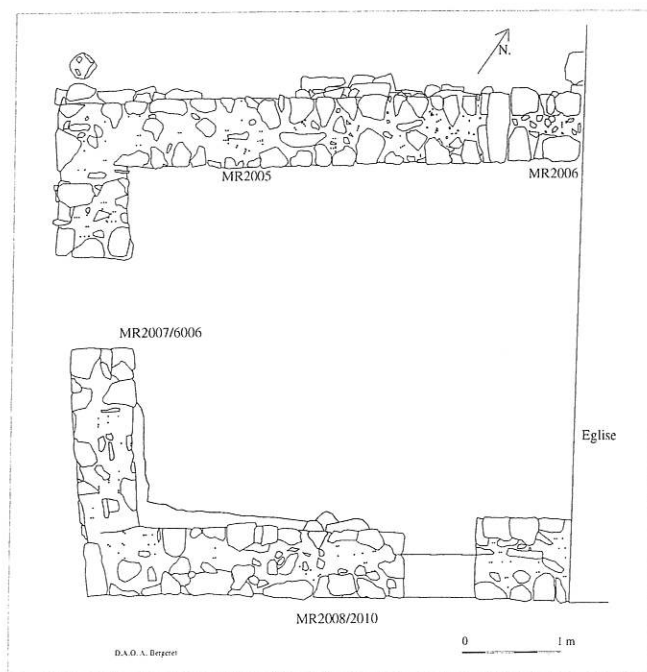 N.
MR2005
MR2006
MR2007/6006
Eglise
MR2008/2010
D.A.O. A. Bergeret
0 1 m